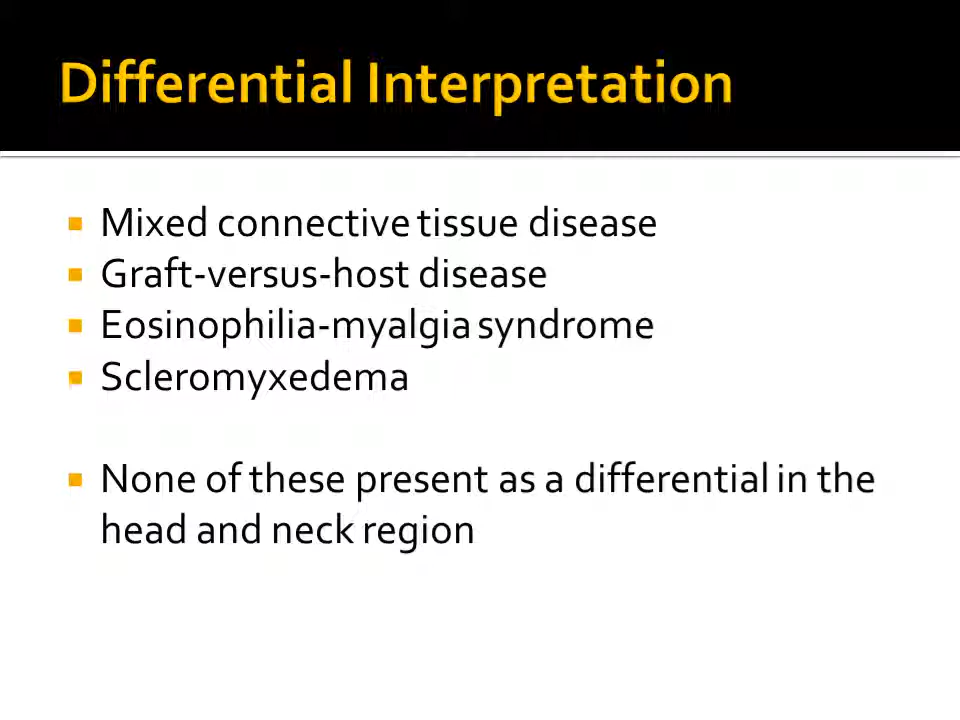 Differential Interpretation
Mixed connective tissue disease
Graft-versus-host disease
Eosinophilia-myalgia syndrome
Scleromyxedema
None of these present as a differential in the
head and neck region